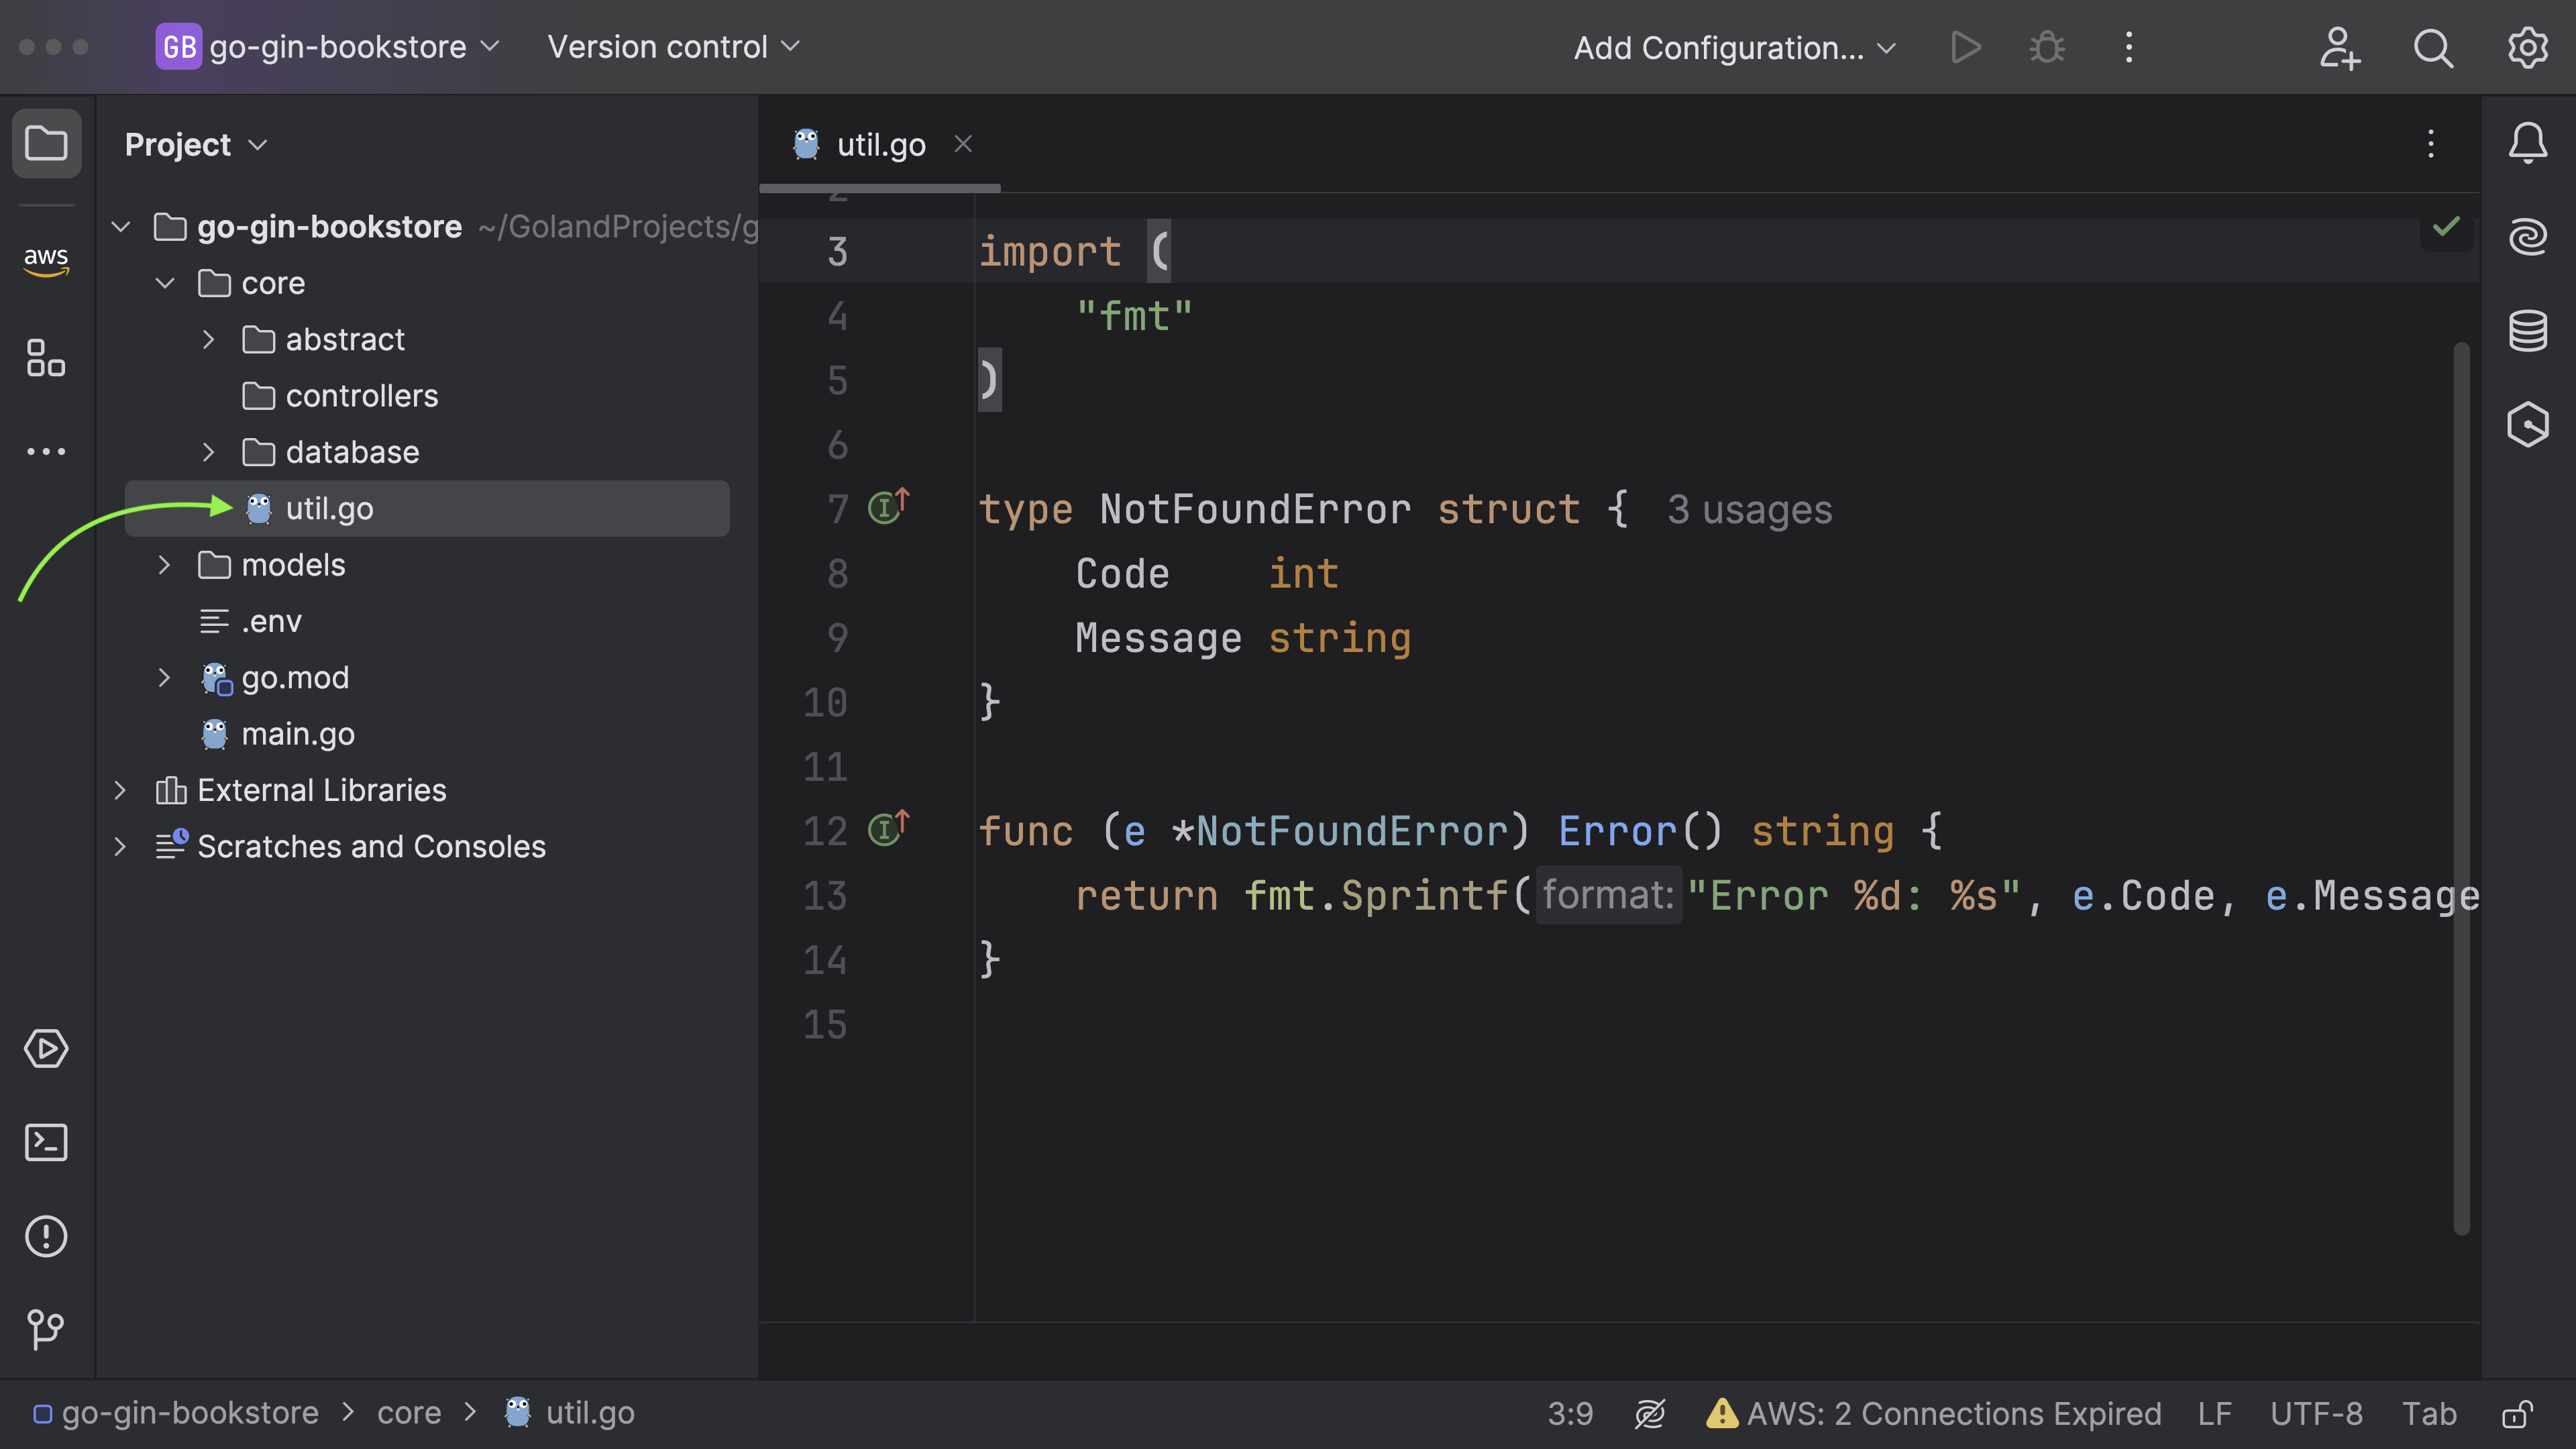 GB go-gin-bookstore Version control Add Configuration...
Project
util.go
aws
go-gin-bookstore ~/GolandProjects/g
core
abstract
controllers
database
util.go
models
.env
go.mod
main.go
External Libraries
Scratches and Consoles
2
3 import (
4 "fmt"
5 )
6
7 type NotFoundError struct { 3 usages
8 Code int
9 Message string
10 }
11
12 func (e *NotFoundError) Error() string {
13 return fmt.Sprintf( format: "Error %d: %s", e.Code, e.Message
14 }
15
go-gin-bookstore > core > util.go
3:9 AWS: 2 Connections Expired LF UTF-8 Tab